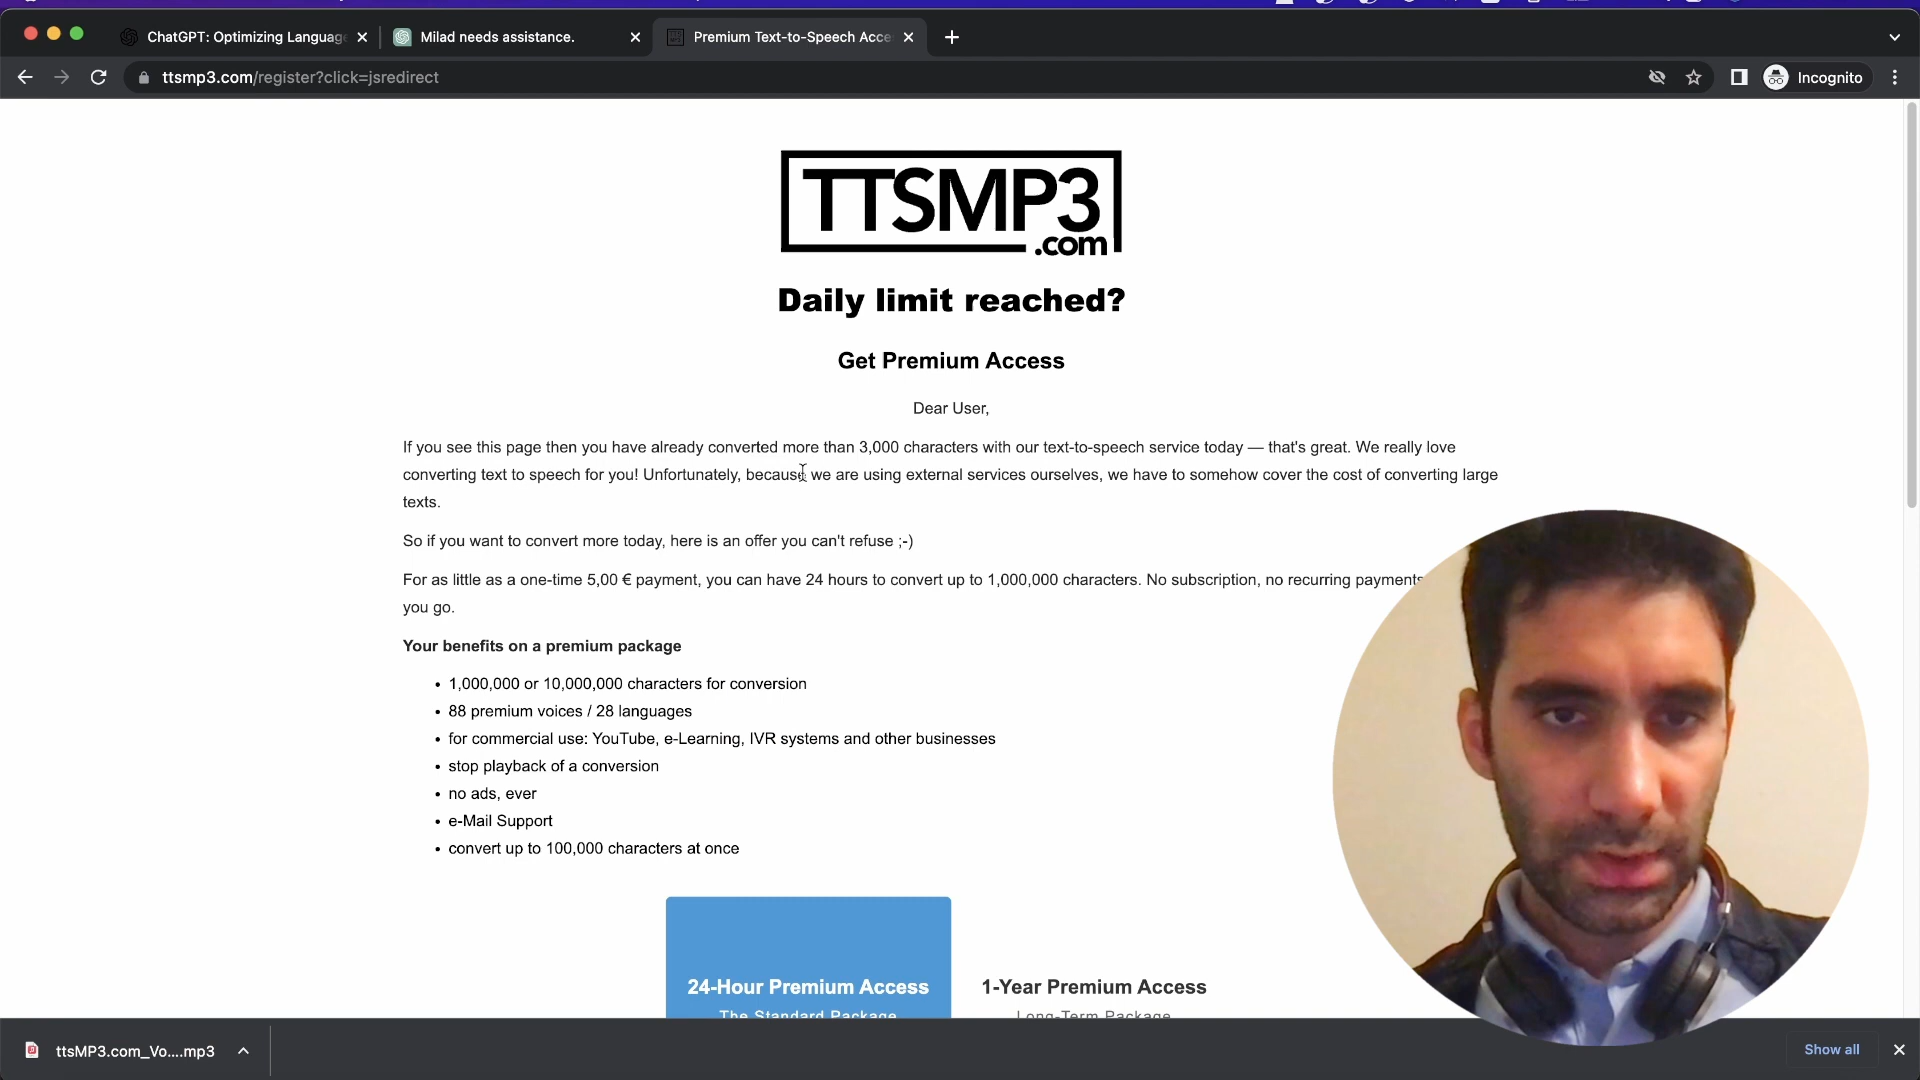 ChatGPT: Optimizing Language
Milad needs assistance.
Premium Text-to-Speech Acce
ttsmp3.com/register?click=jsredirect
Incognito
TTSMP3
.com
Daily limit reached?
Get Premium Access
Dear User,
If you see this page then you have already converted more than 3,000 characters with our text-to-speech service today — that's great. We really love
converting text to speech for you! Unfortunately, because we are using external services ourselves, we have to somehow cover the cost of converting large
texts.
So if you want to convert more today, here is an offer you can't refuse ;-)
For as little as a one-time 5,00 € payment, you can have 24 hours to convert up to 1,000,000 characters. No subscription, no recurring payments
you go.
Your benefits on a premium package
• 1,000,000 or 10,000,000 characters for conversion
• 88 premium voices / 28 languages
• for commercial use: YouTube, e-Learning, IVR systems and other businesses
• stop playback of a conversion
• no ads, ever
• e-Mail Support
• convert up to 100,000 characters at once
24-Hour Premium Access
The Standard Package
1-Year Premium Access
Long-Term Package
ttsMP3.com_Vo....mp3
Show all